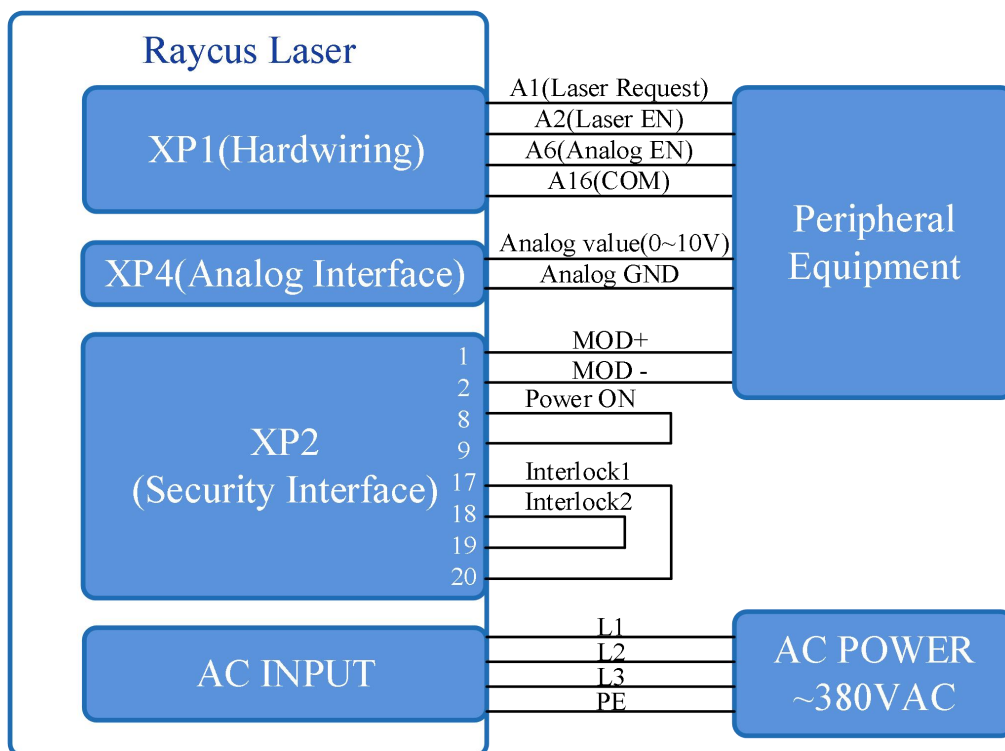 Raycus Laser
XP1(Hardwiring)
A1(Laser Request)
A2(Laser EN)
A6(Analog EN)
A16(COM)
Peripheral
Equipment
XP4(Analog Interface)
Analog value(0~10V)
Analog GND
XP2
(Security Interface)
1
2
8
9
17
18
19
20
MOD+
MOD -
Power ON
Interlock1
Interlock2
AC INPUT
L1
L2
L3
PE
AC POWER
~380VAC